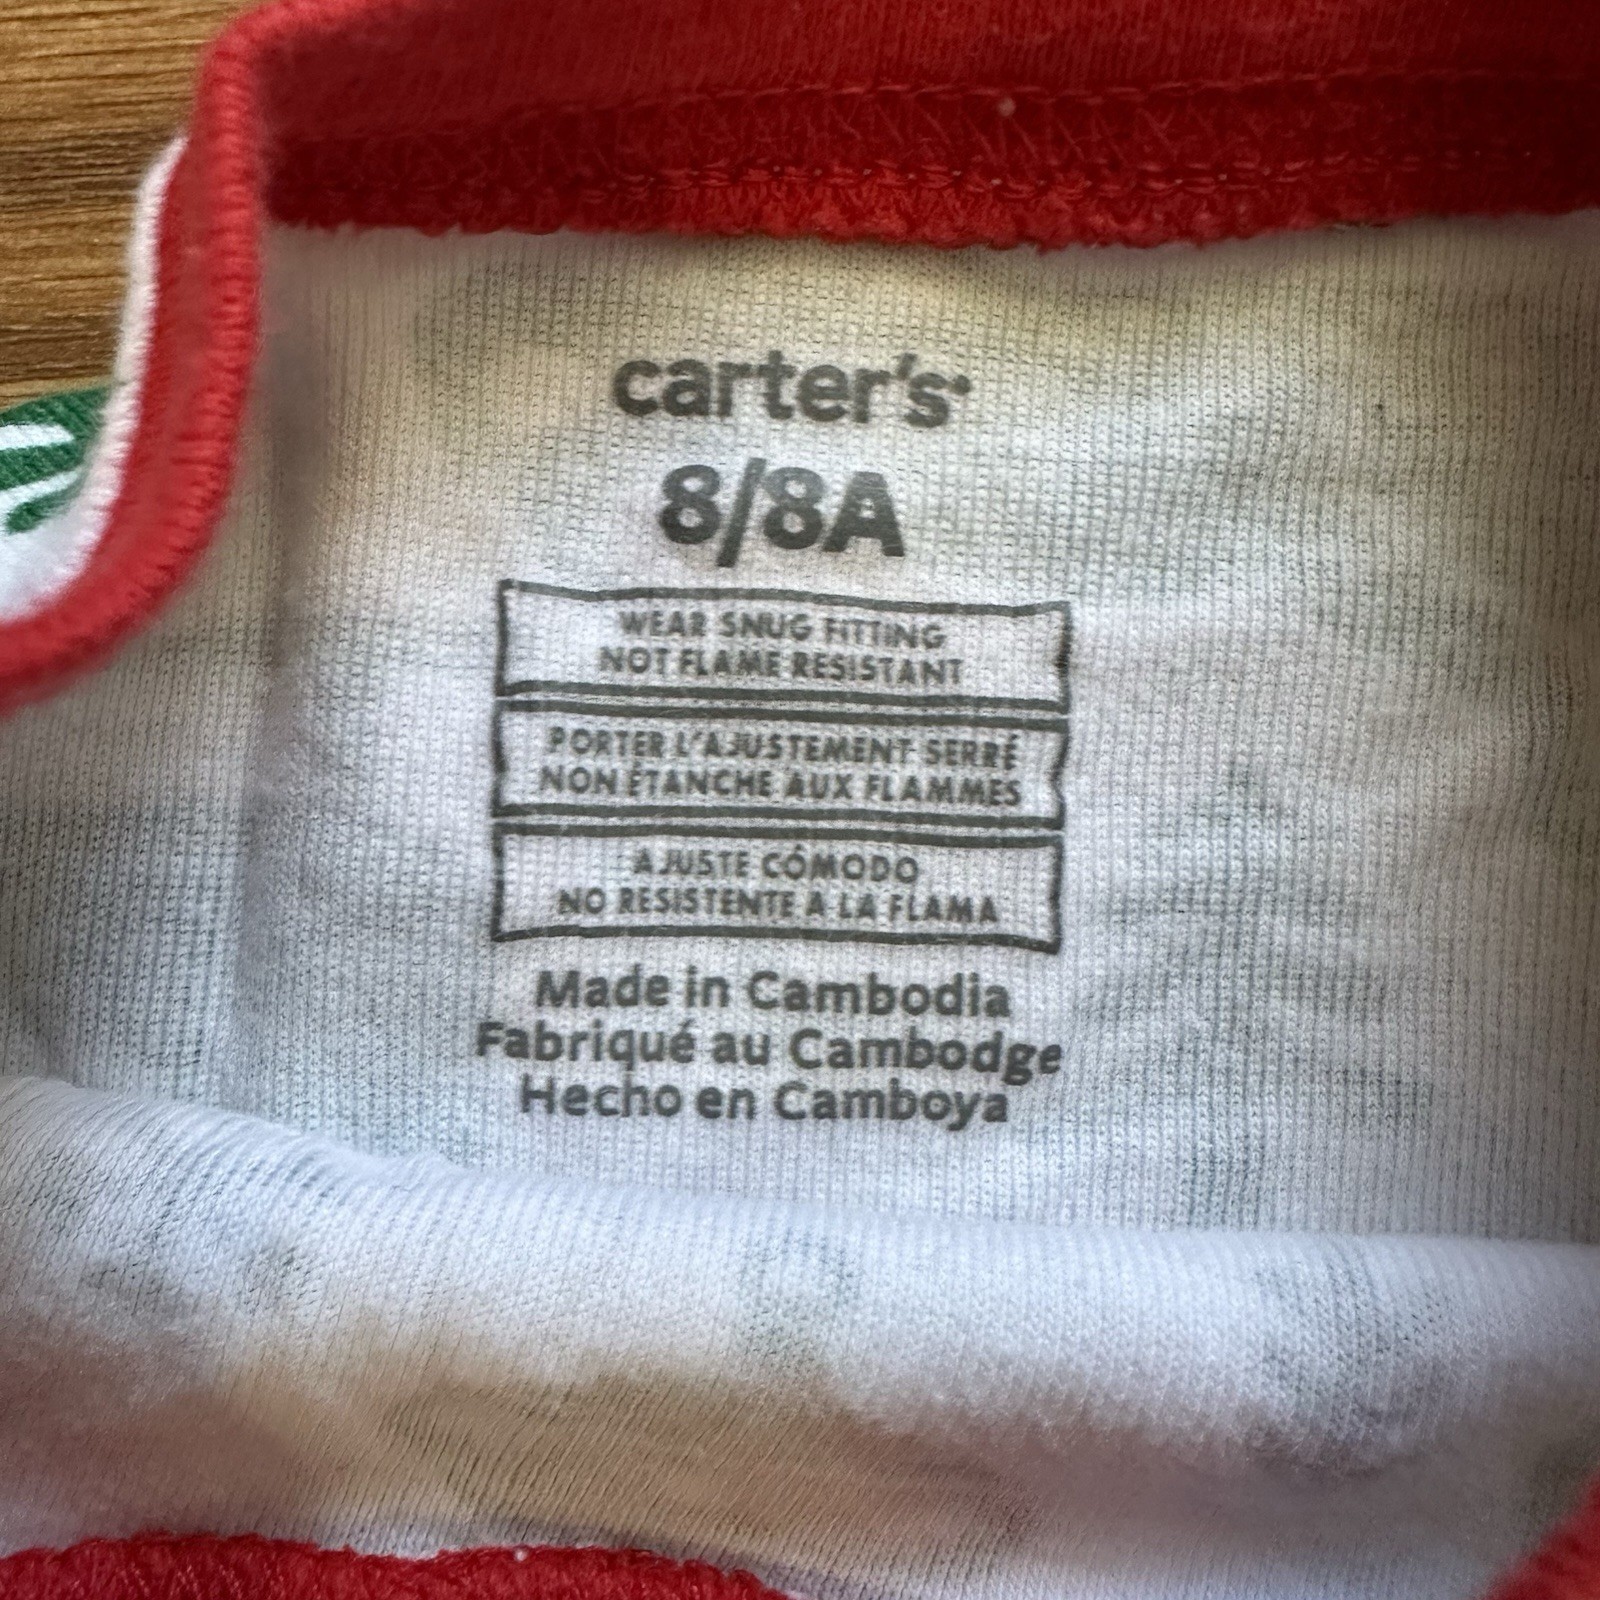 carter's
8/8A
WEAR SNUG FITTING
NOT FLAME RESISTANT
PORTER L'AJUSTEMENT SERRÉ
NON ÉTANCHE AUX FLAMMES
AJUSTE CÓMODO
NO RESISTENTE A LA FLAMA
Made in Cambodia
Fabriqué au Cambodge
Hecho en Camboya